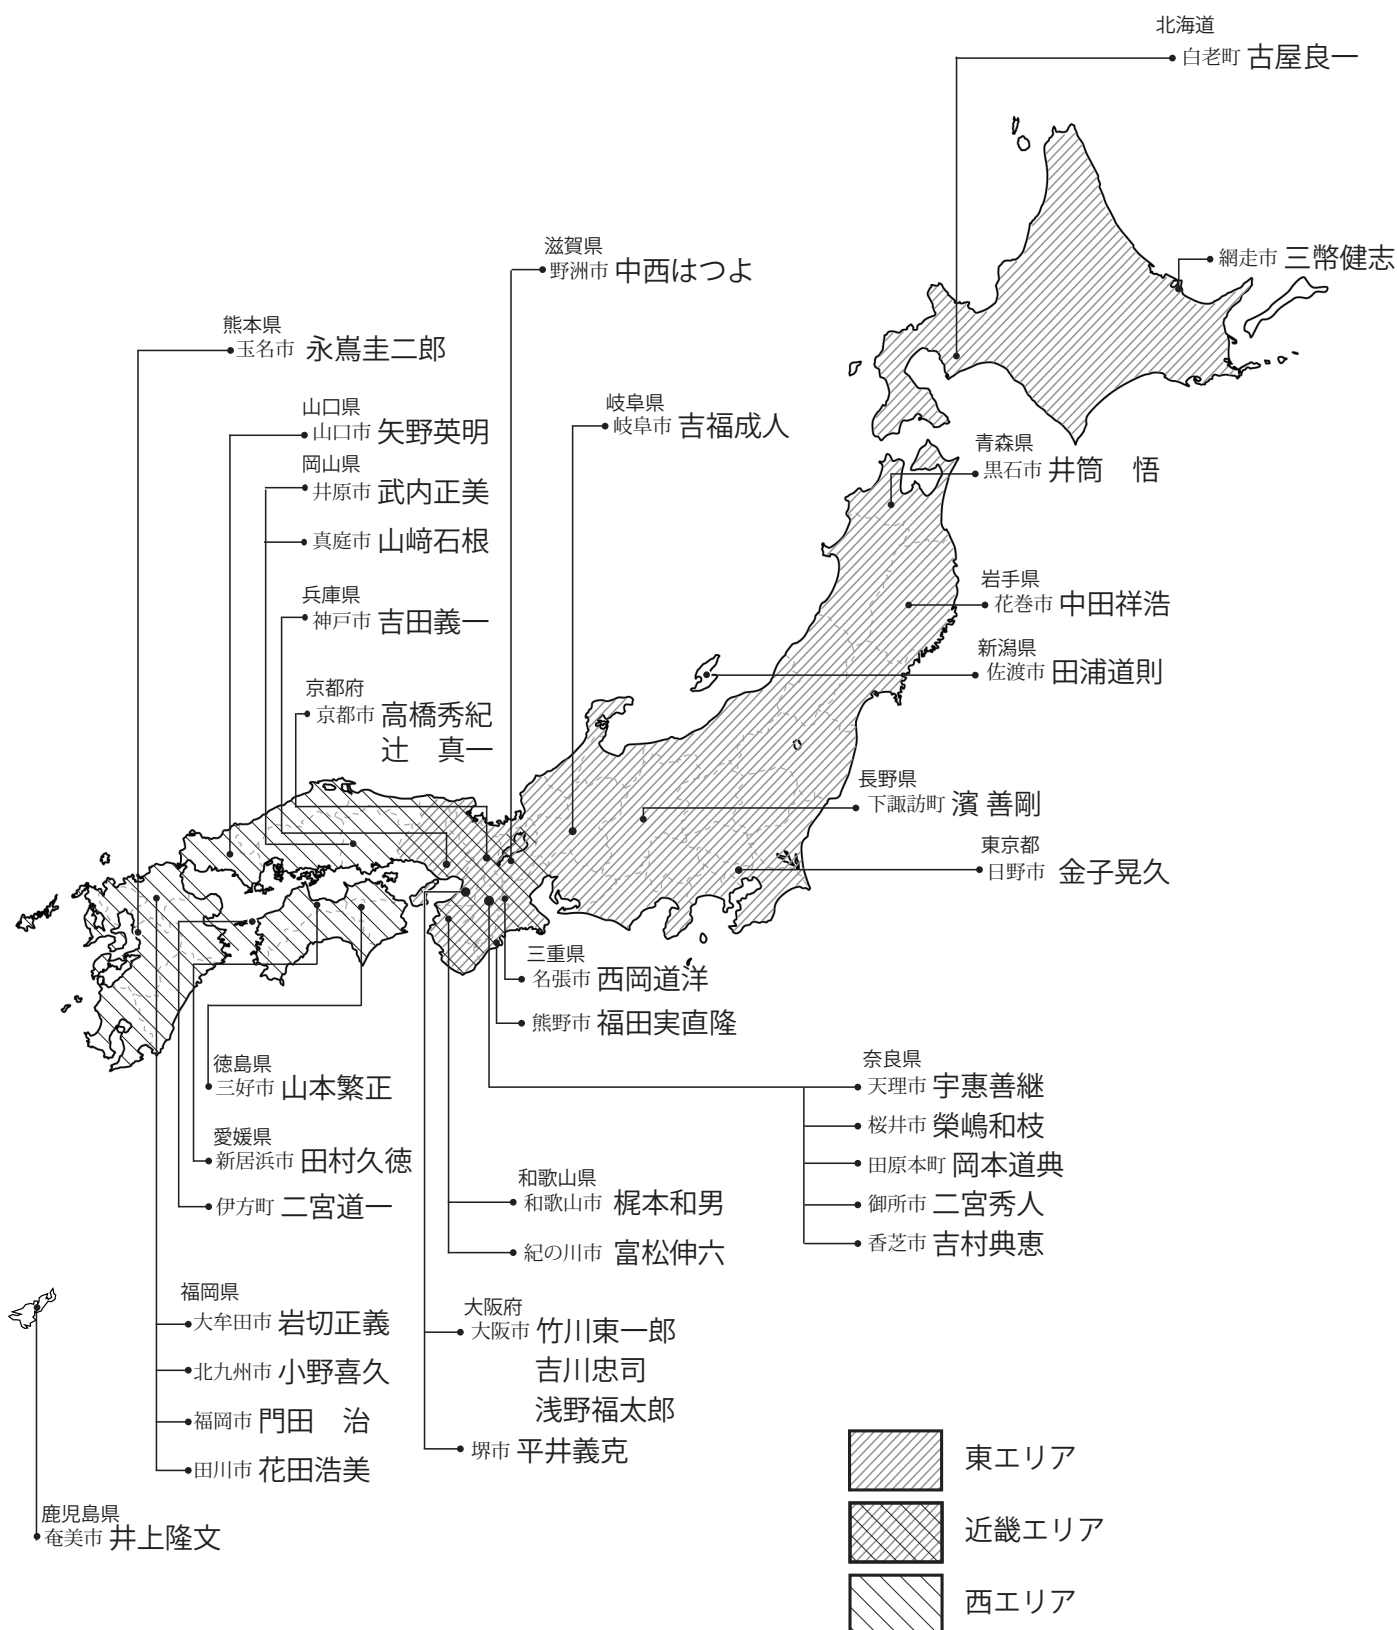 北海道
白老町 古屋良一
網走市 三幣健志
滋賀県
野洲市 中西はつよ
熊本県
玉名市 永嶌圭二郎
山口県
山口市 矢野英明
岡山県
井原市 武内正美
真庭市 山﨑石根
岐阜県
岐阜市 吉福成人
青森県
黒石市 井筒　悟
兵庫県
神戸市 吉田義一
岩手県
花巻市 中田祥浩
新潟県
佐渡市 田浦道則
京都府
京都市 高橋秀紀
辻　真一
長野県
下諏訪町 濱 善剛
東京都
日野市 金子晃久
三重県
名張市 西岡道洋
熊野市 福田実直隆
徳島県
三好市 山本繁正
愛媛県
新居浜市 田村久徳
伊方町 二宮道一
奈良県
天理市 宇惠善継
桜井市 榮嶋和枝
田原本町 岡本道典
御所市 二宮秀人
香芝市 吉村典恵
和歌山県
和歌山市 梶本和男
紀の川市 富松伸六
福岡県
大牟田市 岩切正義
北九州市 小野喜久
福岡市 門田　治
田川市 花田浩美
大阪府
大阪市 竹川東一郎
吉川忠司
浅野福太郎
堺市 平井義克
鹿児島県
奄美市 井上隆文
東エリア
近畿エリア
西エリア